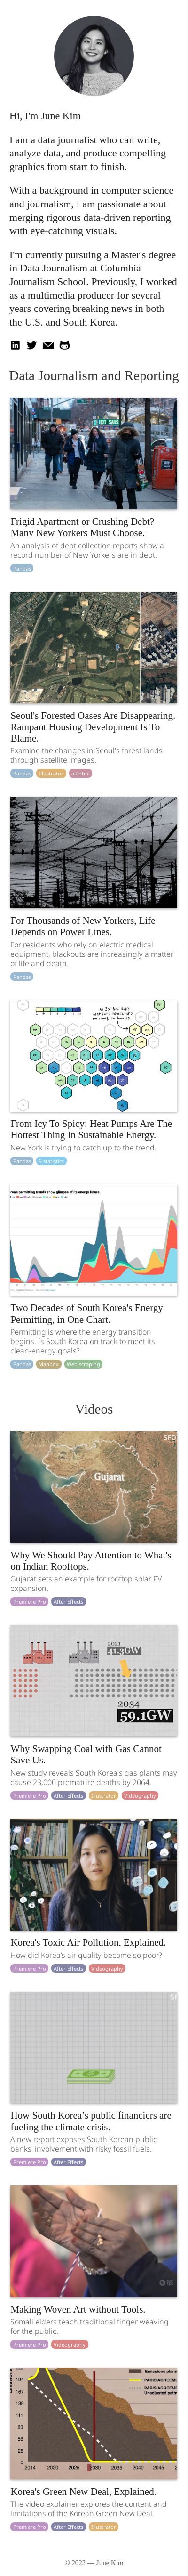 Hi, I'm June Kim
I am a data journalist who can write,
analyze data, and produce compelling
graphics from start to finish.
With a background in computer science
and journalism, I am passionate about
merging rigorous data-driven reporting
with eye-catching visuals.
I'm currently pursuing a Master's degree
in Data Journalism at Columbia
Journalism School. Previously, I worked
as a multimedia producer for several
years covering breaking news in both
the U.S. and South Korea.
Data Journalism and Reporting
Frigid Apartment or Crushing Debt?
Many New Yorkers Must Choose.
An analysis of debt collection reports show a
record number of New Yorkers are in debt.
Pandas
Seoul's Forested Oases Are Disappearing.
Rampant Housing Development Is To
Blame.
Examine the changes in Seoul's forest lands
through satellite images.
Pandas Illustrator ai2html
For Thousands of New Yorkers, Life
Depends on Power Lines.
For residents who rely on electric medical
equipment, blackouts are increasingly a matter
of life and death.
Pandas
From Icy To Spicy: Heat Pumps Are The
Hottest Thing In Sustainable Energy.
New York is trying to catch up to the trend.
Pandas R statistics
Two Decades of South Korea's Energy
Permitting, in One Chart.
Permitting is where the energy transition
begins. Is South Korea on track to meet its
clean-energy goals?
Pandas Mapbox Web scraping
Videos
SFO
Gujarat
Why We Should Pay Attention to What's
on Indian Rooftops.
Gujarat sets an example for rooftop solar PV
expansion.
Premiere Pro After Effects
2021
41.3GW
2034
59.1GW
Why Swapping Coal with Gas Cannot
Save Us.
New study reveals South Korea's gas plants may
cause 23,000 premature deaths by 2064.
Premiere Pro After Effects Illustrator Videography
Korea's Toxic Air Pollution, Explained.
How did Korea's air quality become so poor?
Premiere Pro After Effects Videography
How South Korea’s public financiers are
fueling the climate crisis.
A new report exposes South Korean public
banks' involvement with risky fossil fuels.
Premiere Pro After Effects
Making Woven Art without Tools.
Somali elders teach traditional finger weaving
for the public.
Premiere Pro Videography
194
167
139
111
83
56
28
0
2014 2020 2025 2030 2035 2040 2045
Emissions plann
PARIS AGREEME
PARIS AGREEME
Korea's Green New Deal, Explained.
The video explainer explores the content and
limitations of the Korean Green New Deal.
Premiere Pro After Effects Illustrator
© 2022 — June Kim